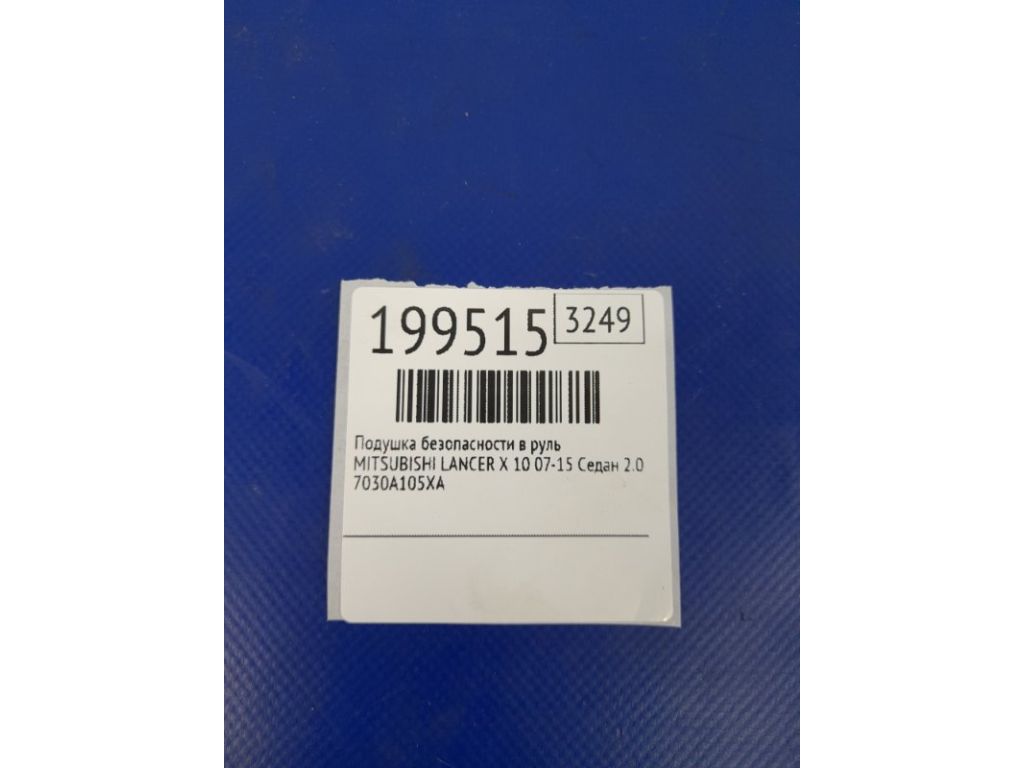 199515 3249
Подушка безопасности в руль
MITSUBISHI LANCER X 10 07-15 Седан 2.0
7030A105XA